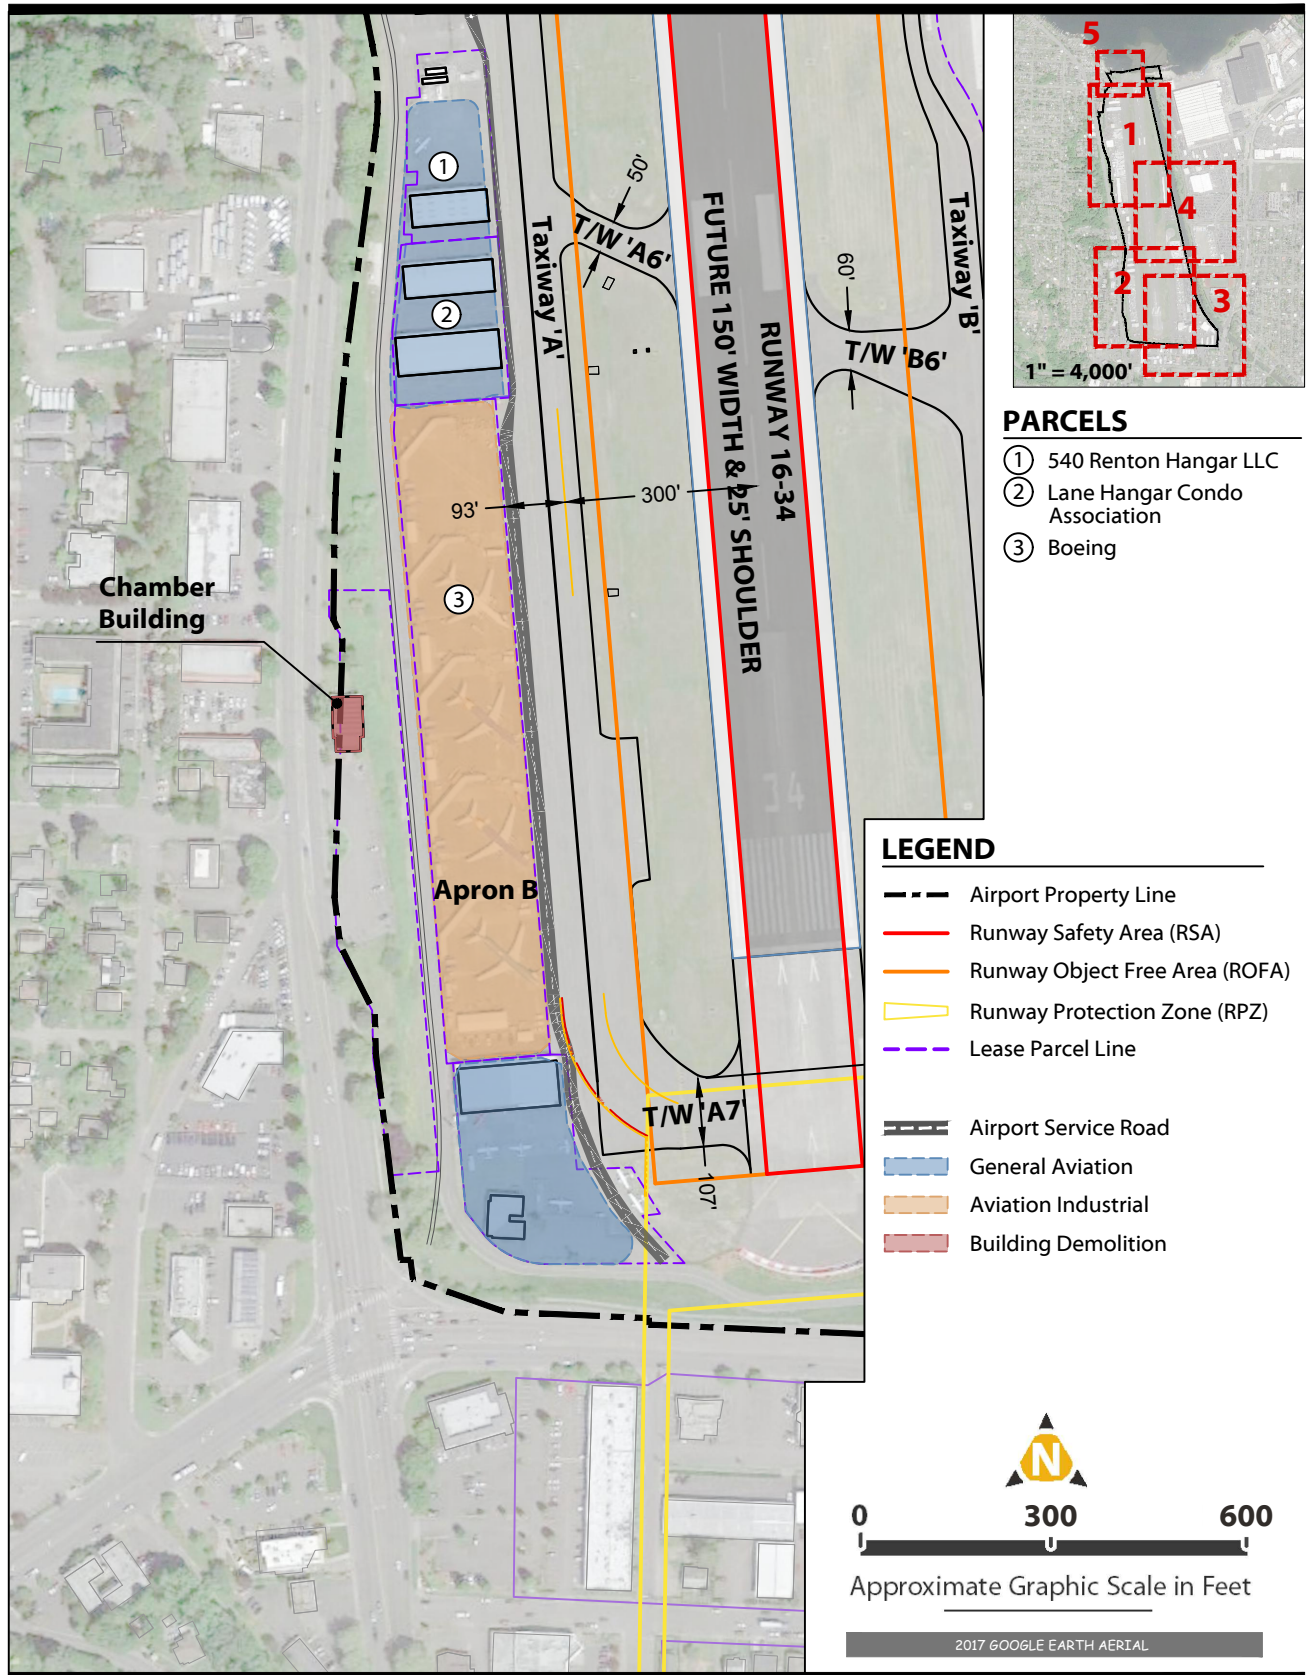 5
1
4
2
3
1" = 4,000'
PARCELS
1 540 Renton Hangar LLC
2 Lane Hangar Condo
Association
3 Boeing
1
2
3
50'
T/W 'A6'
Taxiway 'A'
FUTURE 150' WIDTH & 25' SHOULDER
RUNWAY 16-34
60'
T/W 'B6'
Taxiway 'B'
93'
300'
Chamber
Building
34
Apron B
T/W 'A7'
107'
LEGEND
Airport Property Line
Runway Safety Area (RSA)
Runway Object Free Area (ROFA)
Runway Protection Zone (RPZ)
Lease Parcel Line
Airport Service Road
General Aviation
Aviation Industrial
Building Demolition
N
0 300 600
Approximate Graphic Scale in Feet
2017 GOOGLE EARTH AERIAL